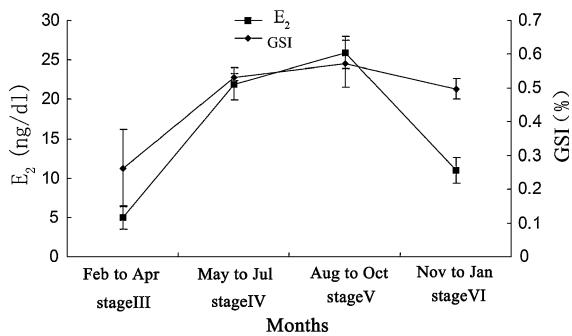 E₂ (ng/dl)
30
25
20
15
10
5
0
E₂
GSI
0.7
0.6
0.5
0.4
0.3
0.2
0.1
0
GSI (%)
Feb to Apr
stageIII
May to Jul
stageIV
Aug to Oct
stageV
Nov to Jan
stageVI
Months